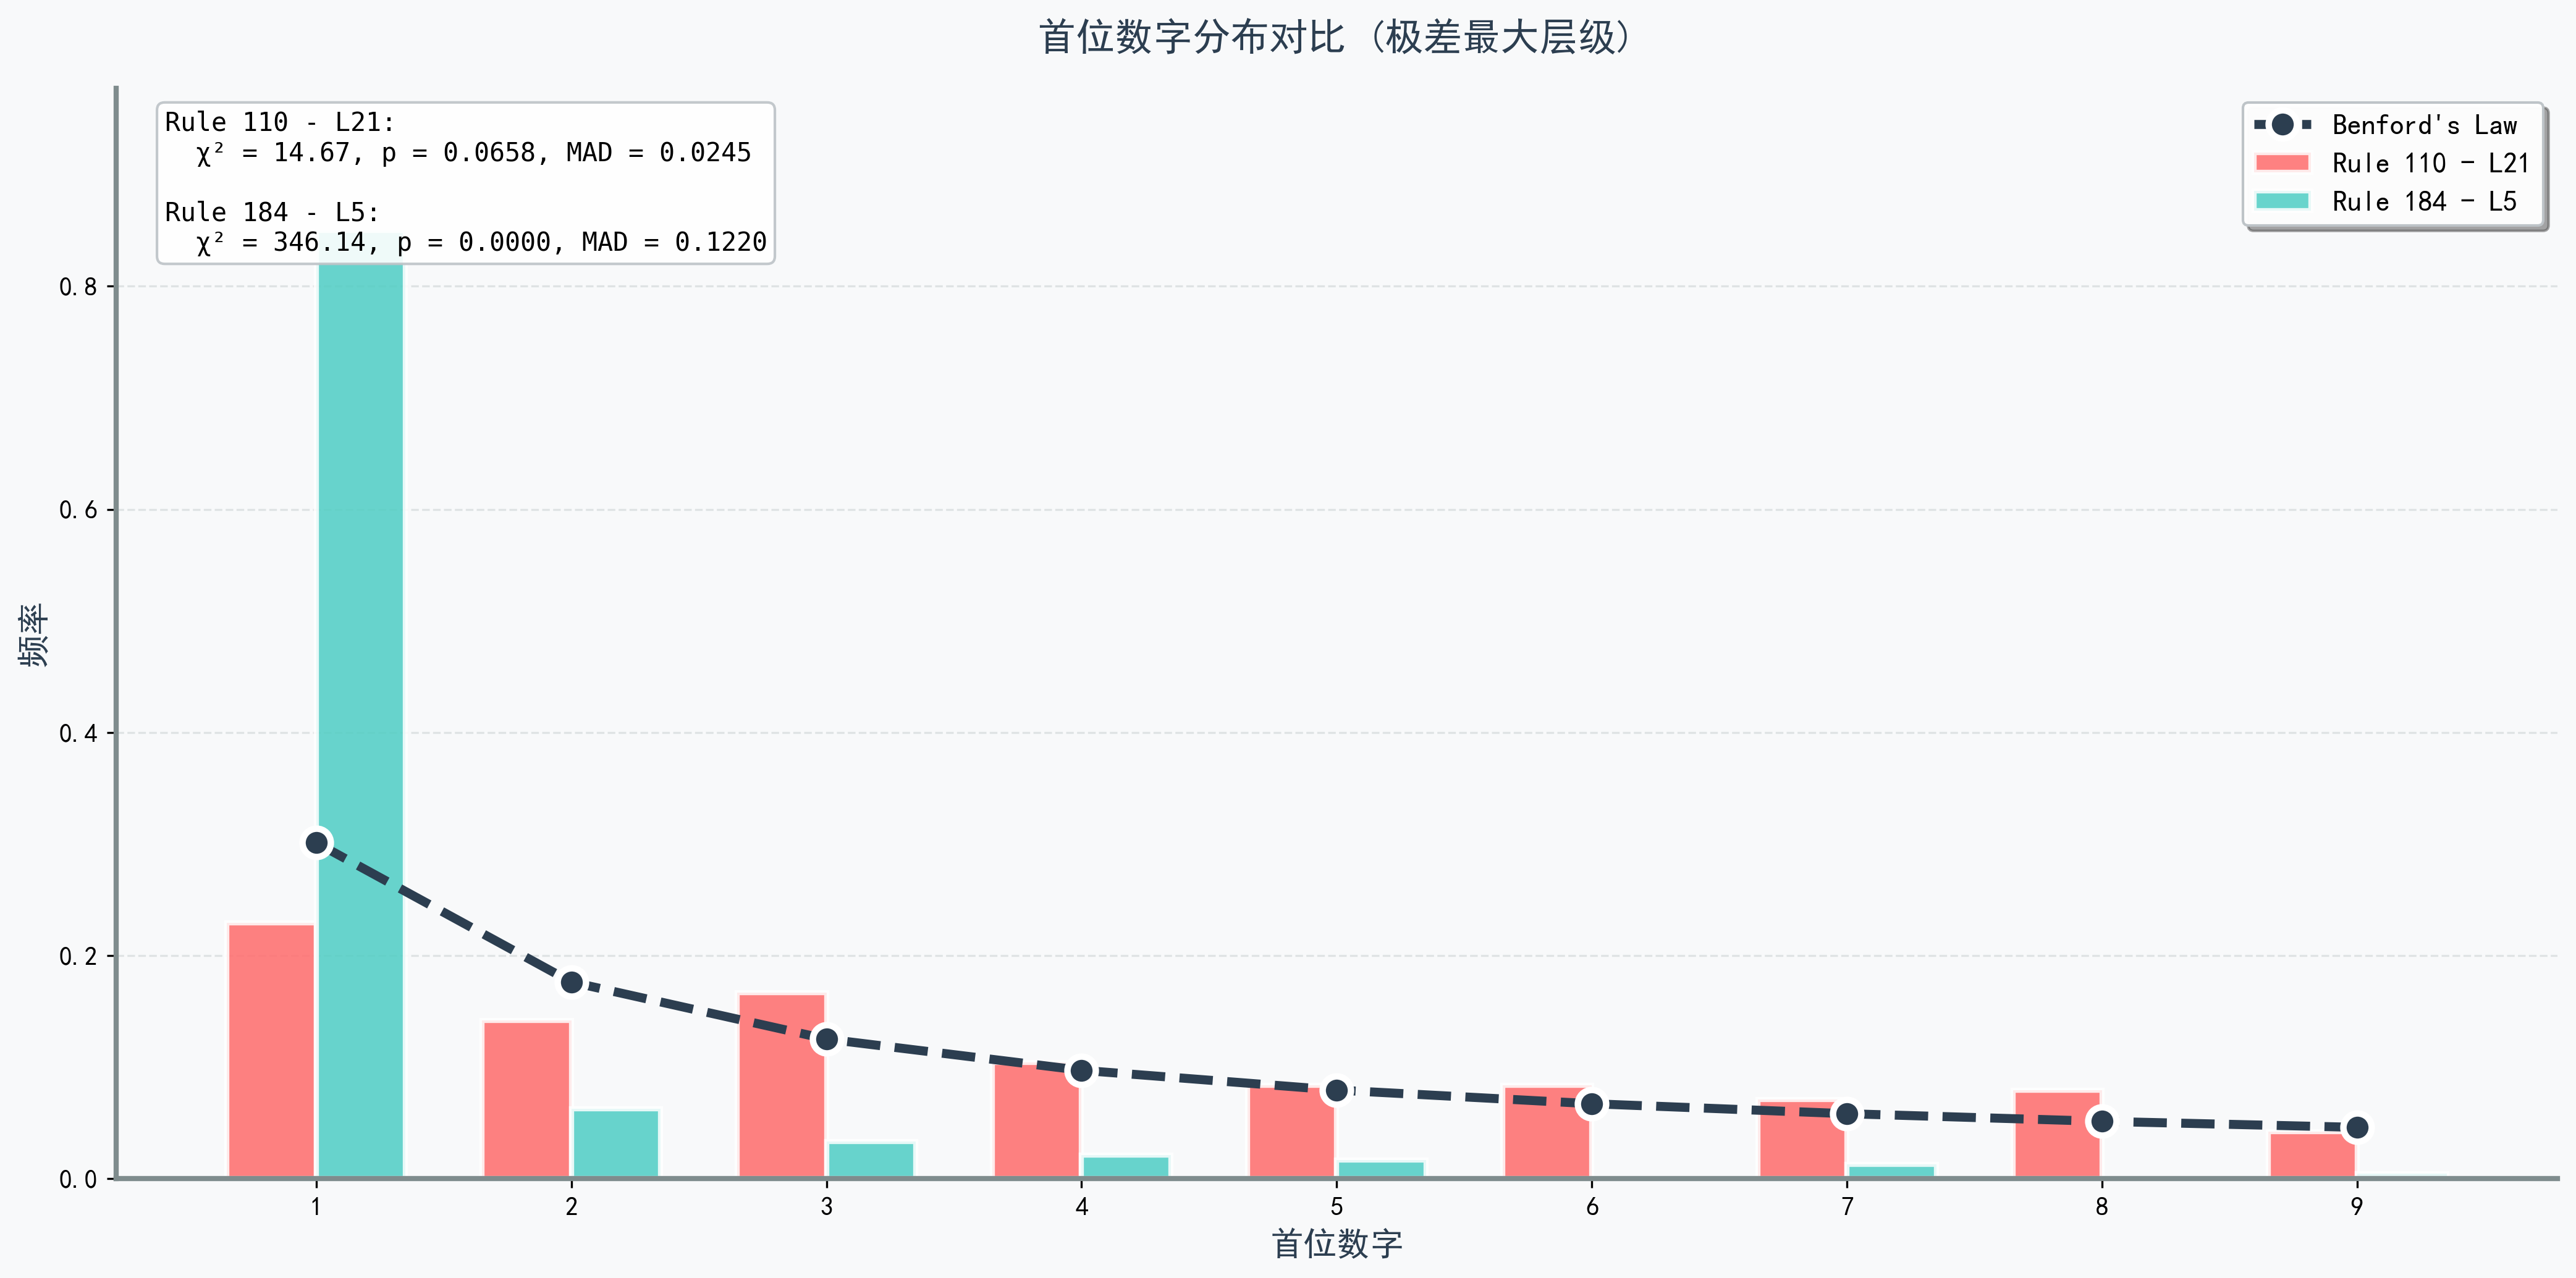 首位数字分布对比 (极差最大层级)
Rule 110 - L21:
χ² = 14.67, p = 0.0658, MAD = 0.0245
Rule 184 - L5:
χ² = 346.14, p = 0.0000, MAD = 0.1220
Benford's Law
Rule 110 - L21
Rule 184 - L5
频率
0.8
0.6
0.4
0.2
0.0
1 2 3 4 5 6 7 8 9
首位数字